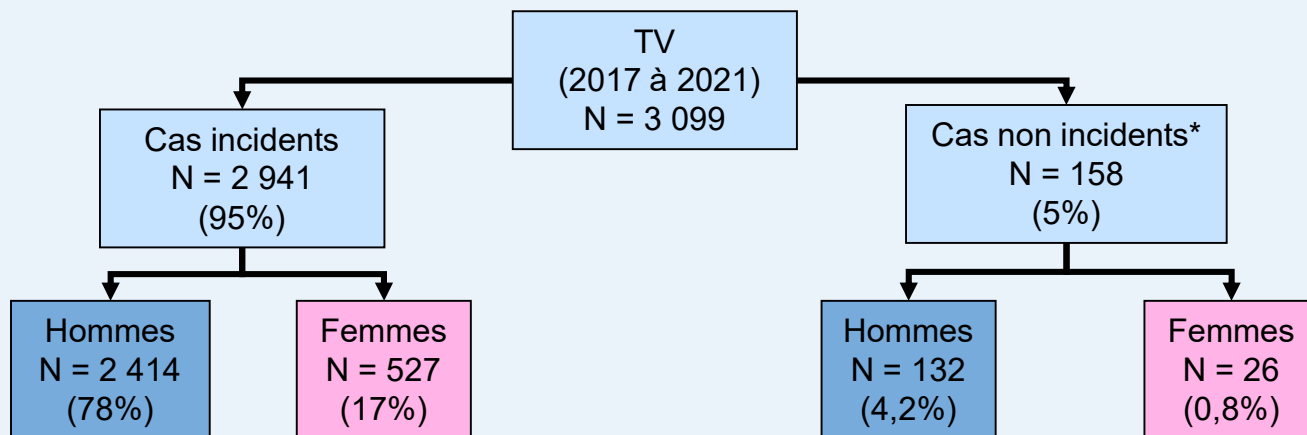 TV
(2017 à 2021)
N = 3 099
Cas incidents
N = 2 941
(95%)
Cas non incidents*
N = 158
(5%)
Hommes
N = 2 414
(78%)
Femmes
N = 527
(17%)
Hommes
N = 132
(4,2%)
Femmes
N = 26
(0,8%)